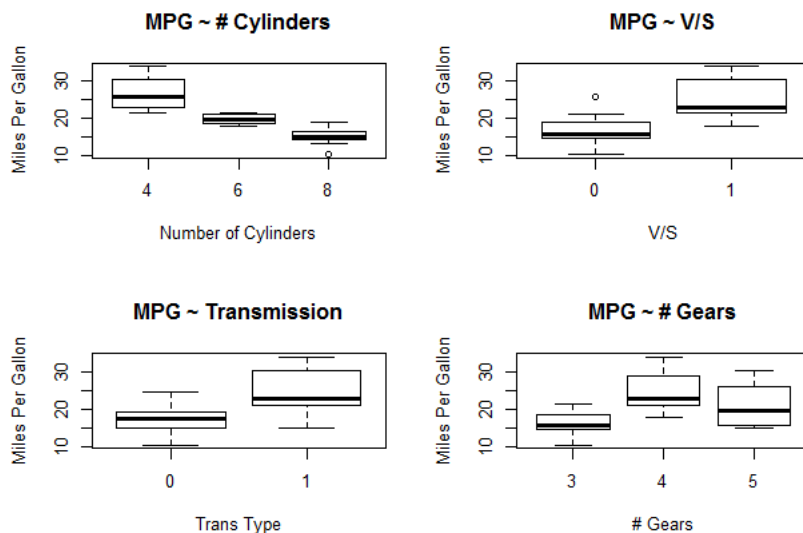 MPG ~ # Cylinders
Miles Per Gallon
10 20 30
4 6 8
Number of Cylinders
MPG ~ V/S
Miles Per Gallon
10 20 30
0 1
V/S
MPG ~ Transmission
Miles Per Gallon
10 20 30
0 1
Trans Type
MPG ~ # Gears
Miles Per Gallon
10 20 30
3 4 5
# Gears